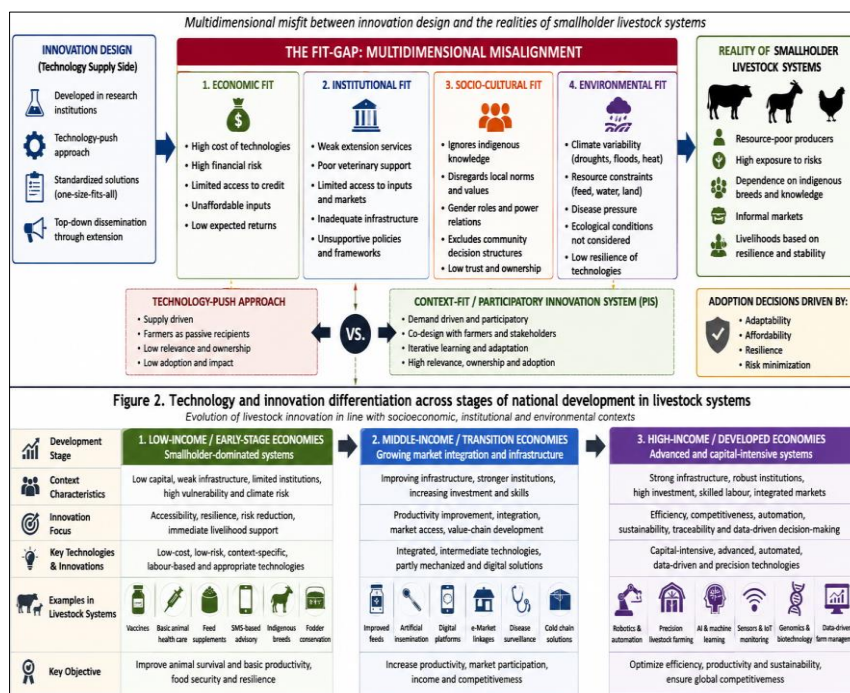 Multidimensional misfit between innovation design and the realities of smallholder livestock systems
INNOVATION DESIGN
(Technology Supply Side)
Developed in research
institutions
Technology-push
approach
Standardized solutions
(one-size-fits-all)
Top-down dissemination
through extension
THE FIT-GAP: MULTIDIMENSIONAL MISALIGNMENT
1. ECONOMIC FIT
$
• High cost of technologies
• High financial risk
• Limited access to credit
• Unaffordable inputs
• Low expected returns
2. INSTITUTIONAL FIT
• Weak extension services
• Poor veterinary support
• Limited access to inputs
and markets
• Inadequate infrastructure
• Unsupportive policies
and frameworks
3. SOCIO-CULTURAL FIT
• Ignores indigenous
knowledge
• Disregards local norms
and values
• Gender roles and power
relations
• Excludes community
decision structures
• Low trust and ownership
4. ENVIRONMENTAL FIT
• Climate variability
(droughts, floods, heat)
• Resource constraints
(feed, water, land)
• Disease pressure
• Ecological conditions
not considered
• Low resilience of
technologies
REALITY OF SMALLHOLDER
LIVESTOCK SYSTEMS
Resource-poor producers
High exposure to risks
Dependence on indigenous
breeds and knowledge
Informal markets
Livelihoods based on
resilience and stability
TECHNOLOGY-PUSH APPROACH
• Supply driven
• Farmers as passive recipients
• Low relevance and ownership
• Low adoption and impact
VS.
CONTEXT-FIT / PARTICIPATORY INNOVATION SYSTEM (PIS)
• Demand driven and participatory
• Co-design with farmers and stakeholders
• Iterative learning and adaptation
• High relevance, ownership and adoption
ADOPTION DECISIONS DRIVEN BY:
• Adaptability
• Affordability
• Resilience
• Risk minimization
Figure 2. Technology and innovation differentiation across stages of national development in livestock systems
Evolution of livestock innovation in line with socioeconomic, institutional and environmental contexts
Development
Stage
1. LOW-INCOME / EARLY-STAGE ECONOMIES
Smallholder-dominated systems
2. MIDDLE-INCOME / TRANSITION ECONOMIES
Growing market integration and infrastructure
3. HIGH-INCOME / DEVELOPED ECONOMIES
Advanced and capital-intensive systems
Context
Characteristics
Low capital, weak infrastructure, limited institutions,
high vulnerability and climate risk
Improving infrastructure, stronger institutions,
increasing investment and skills
Strong infrastructure, robust institutions,
high investment, skilled labour, integrated markets
Innovation
Focus
Accessibility, resilience, risk reduction,
immediate livelihood support
Productivity improvement, integration,
market access, value-chain development
Efficiency, competitiveness, automation,
sustainability, traceability and data-driven decision-making
Key Technologies
& Innovations
Low-cost, low-risk, context-specific,
labour-based and appropriate technologies
Integrated, intermediate technologies,
partly mechanized and digital solutions
Capital-intensive, advanced, automated,
data-driven and precision technologies
Examples in
Livestock Systems
Vaccines
Basic animal
health care
Feed
supplements
SMS-based
advisory
Indigenous
breeds
Fodder
conservation
Improved
feeds
Artificial
insemination
Digital
platforms
e-Market
linkages
Disease
surveillance
Cold chain
solutions
Robotics &
automation
Precision
livestock farming
AI & machine
learning
Sensors & IoT
monitoring
Genomics &
biotechnology
Data-driven
farm managem
Key Objective
Improve animal survival and basic productivity,
food security and resilience
Increase productivity, market participation,
income and competitiveness
Optimize efficiency, productivity and sustainability,
ensure global competitiveness